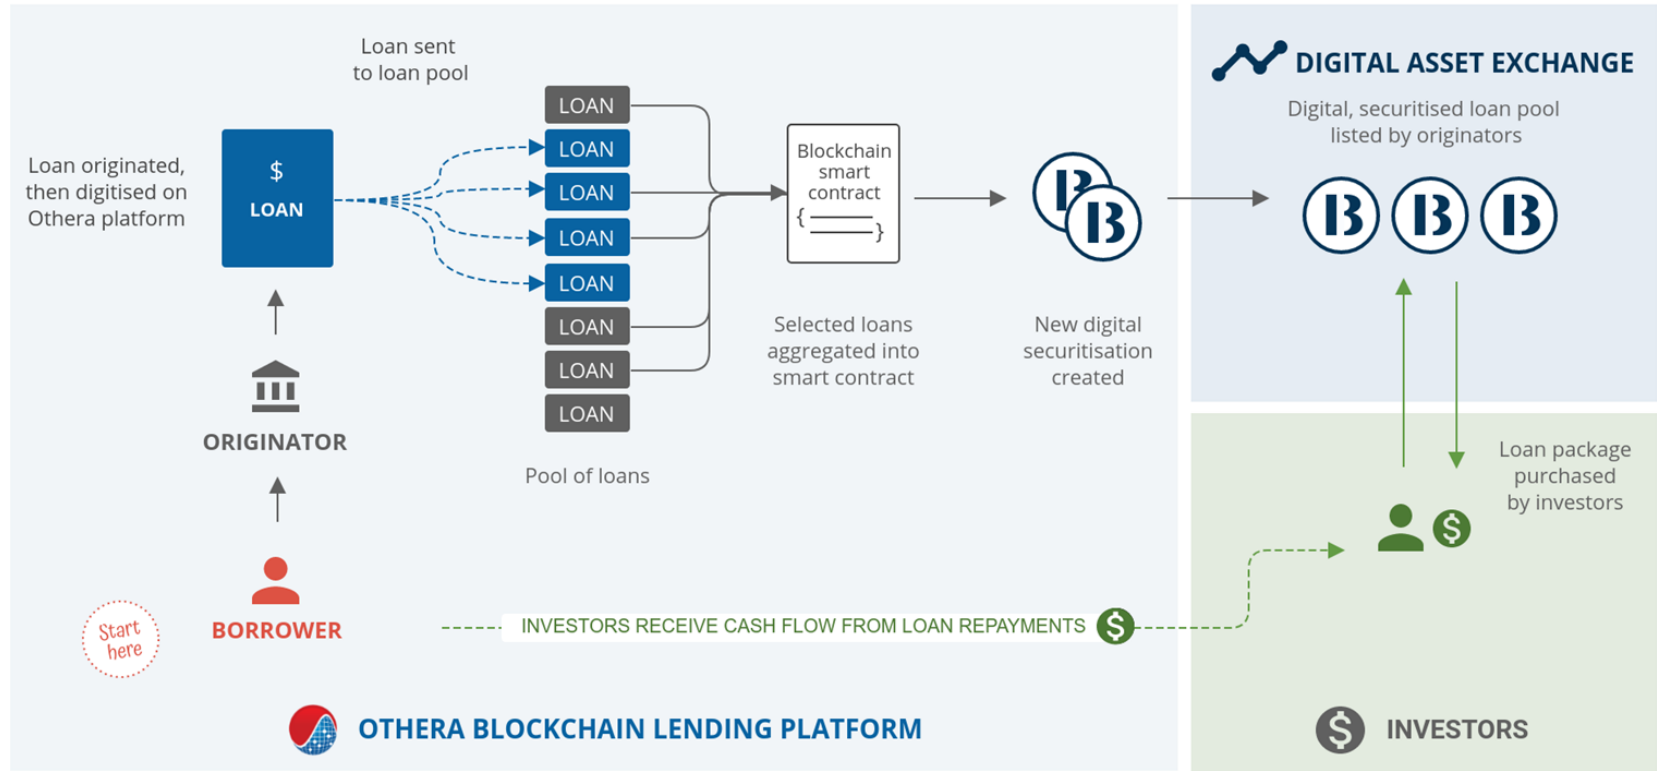 Loan sent
to loan pool
Loan originated,
then digitised on
Othera platform
$
LOAN
LOAN
LOAN
LOAN
LOAN
LOAN
LOAN
LOAN
LOAN
Pool of loans
Blockchain
smart
contract
{
}
Selected loans
aggregated into
smart contract
B
B
New digital
securitisation
created
ORIGINATOR
BORROWER
Start
here
INVESTORS RECEIVE CASH FLOW FROM LOAN REPAYMENTS
$
OTHERA BLOCKCHAIN LENDING PLATFORM
DIGITAL ASSET EXCHANGE
Digital, securitised loan pool
listed by originators
B B B
Loan package
purchased
by investors
$
$
INVESTORS